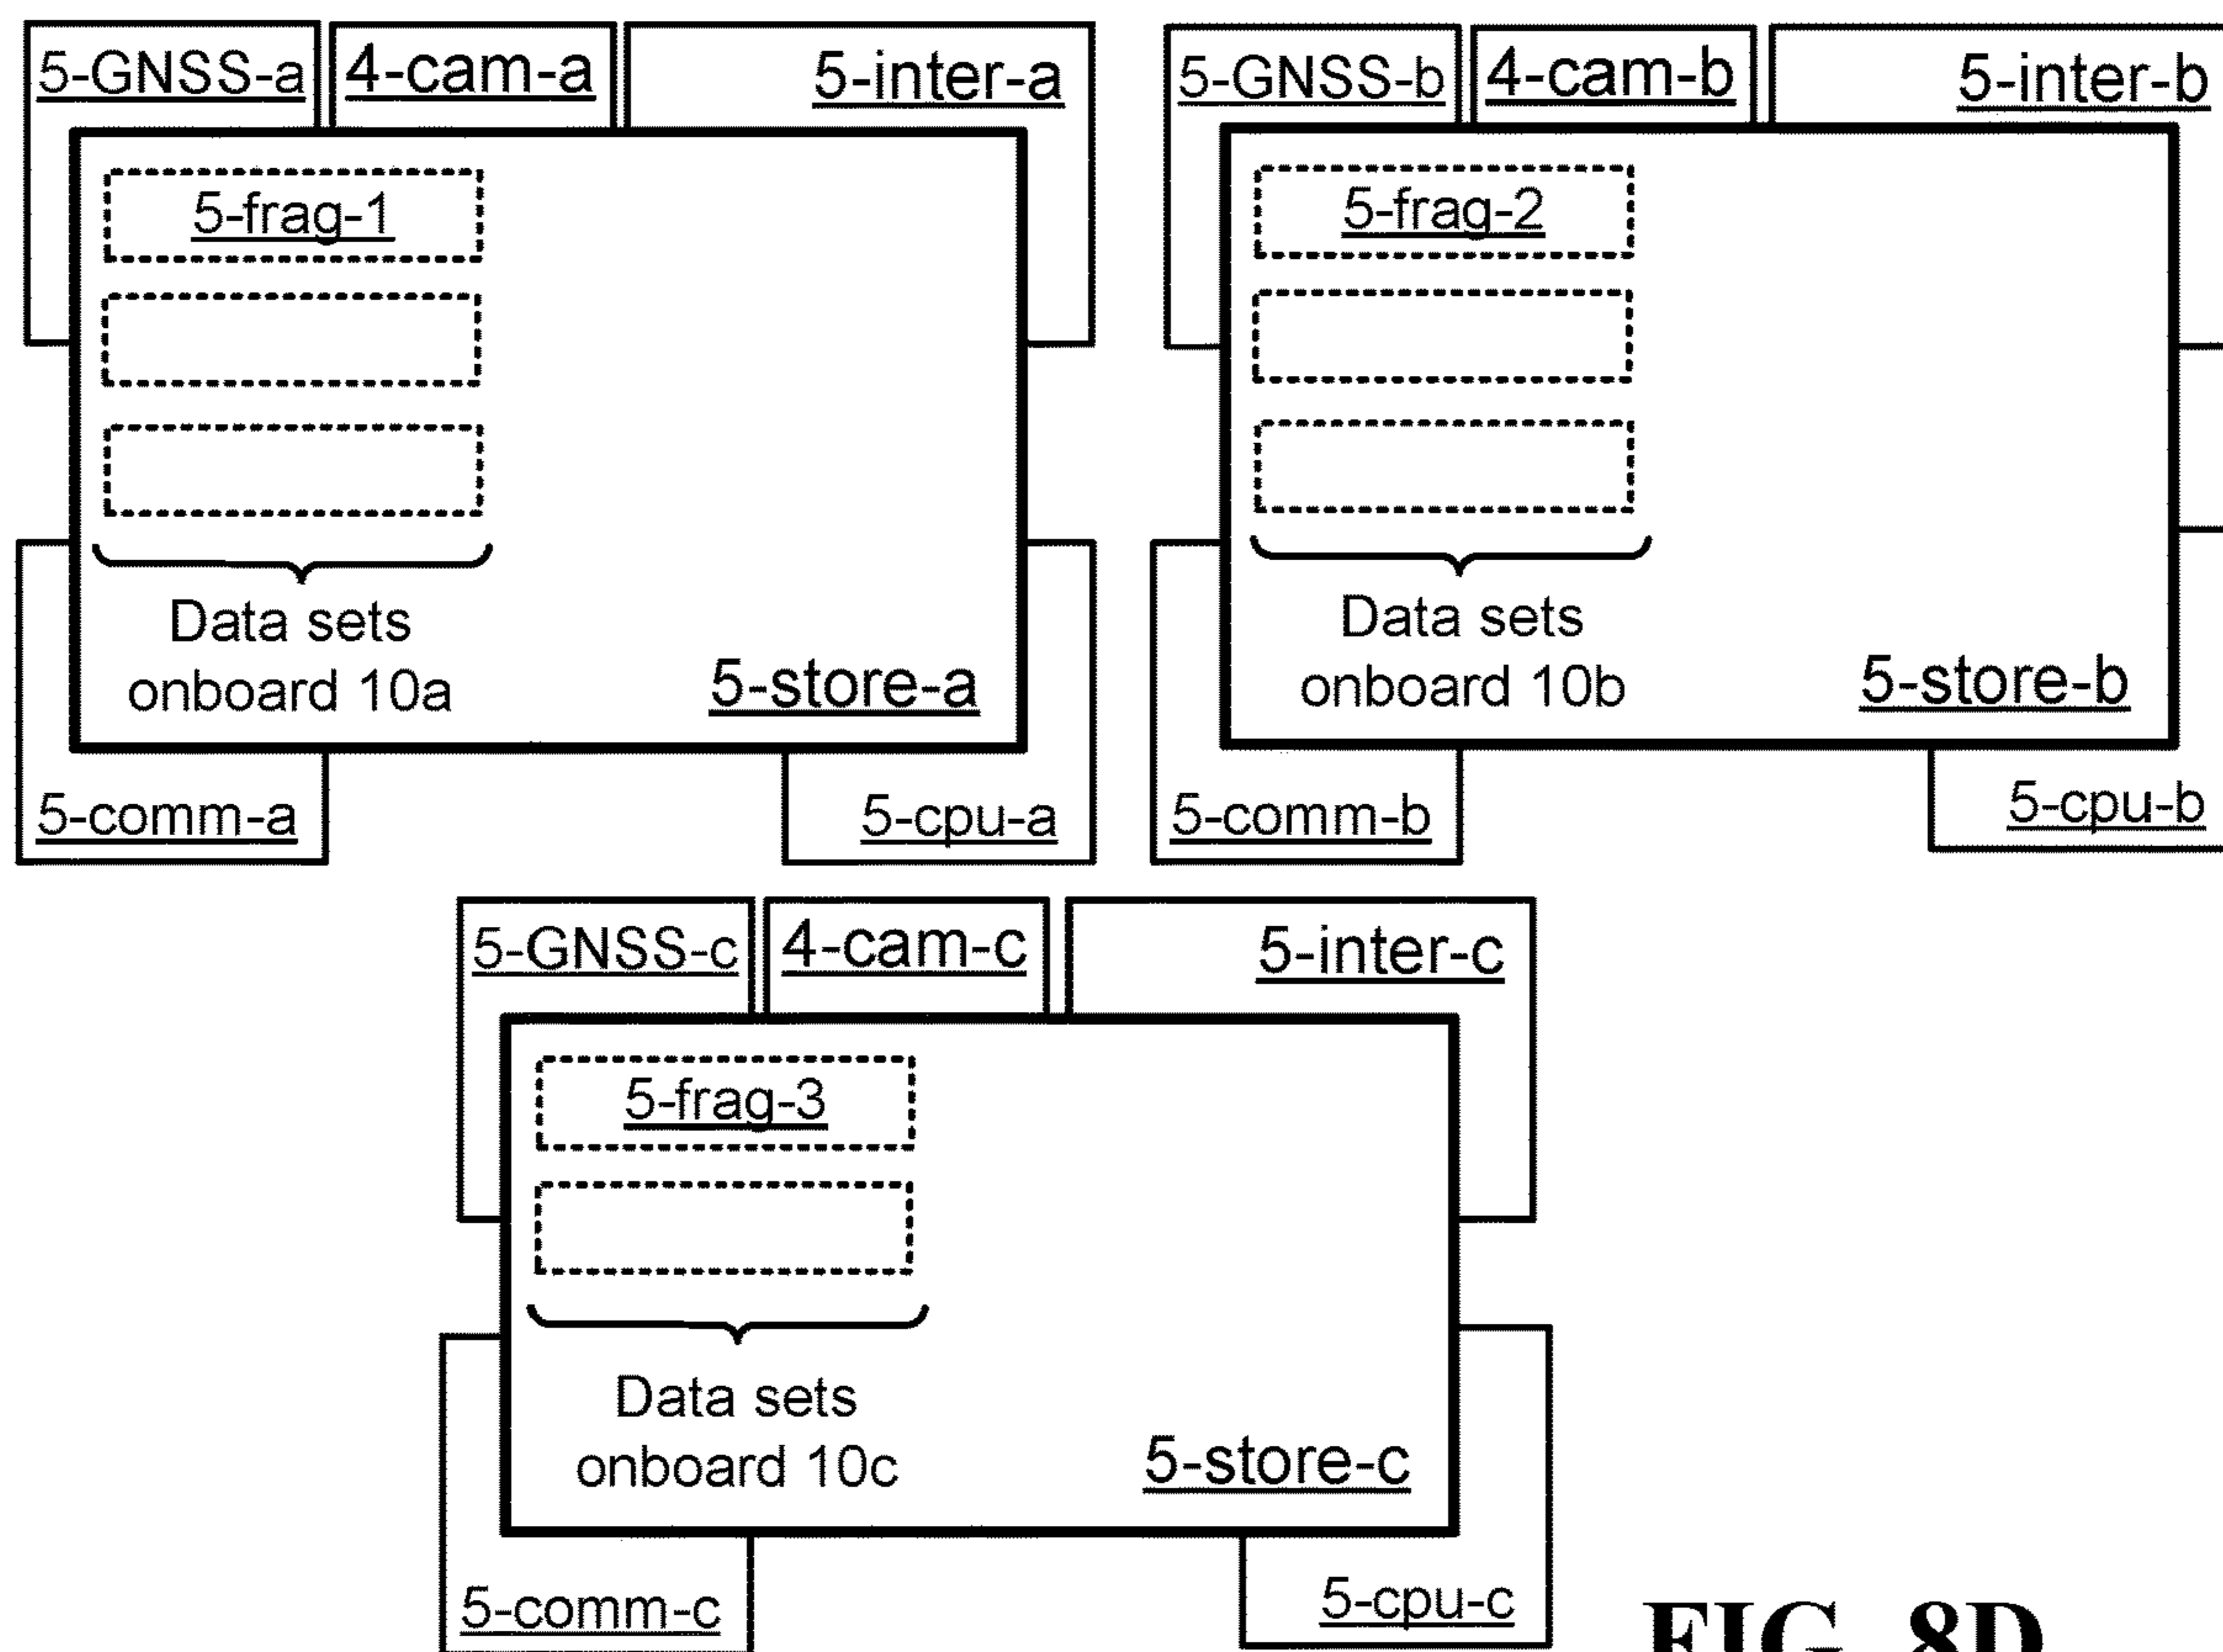 5-GNSS-a 4-cam-a 5-inter-a
5-frag-1
Data sets
onboard 10a
5-store-a
5-comm-a 5-cpu-a
5-GNSS-b 4-cam-b 5-inter-b
5-frag-2
Data sets
onboard 10b
5-store-b
5-comm-b 5-cpu-b
5-GNSS-c 4-cam-c 5-inter-c
5-frag-3
Data sets
onboard 10c
5-store-c
5-comm-c 5-cpu-c
FIG. 8D